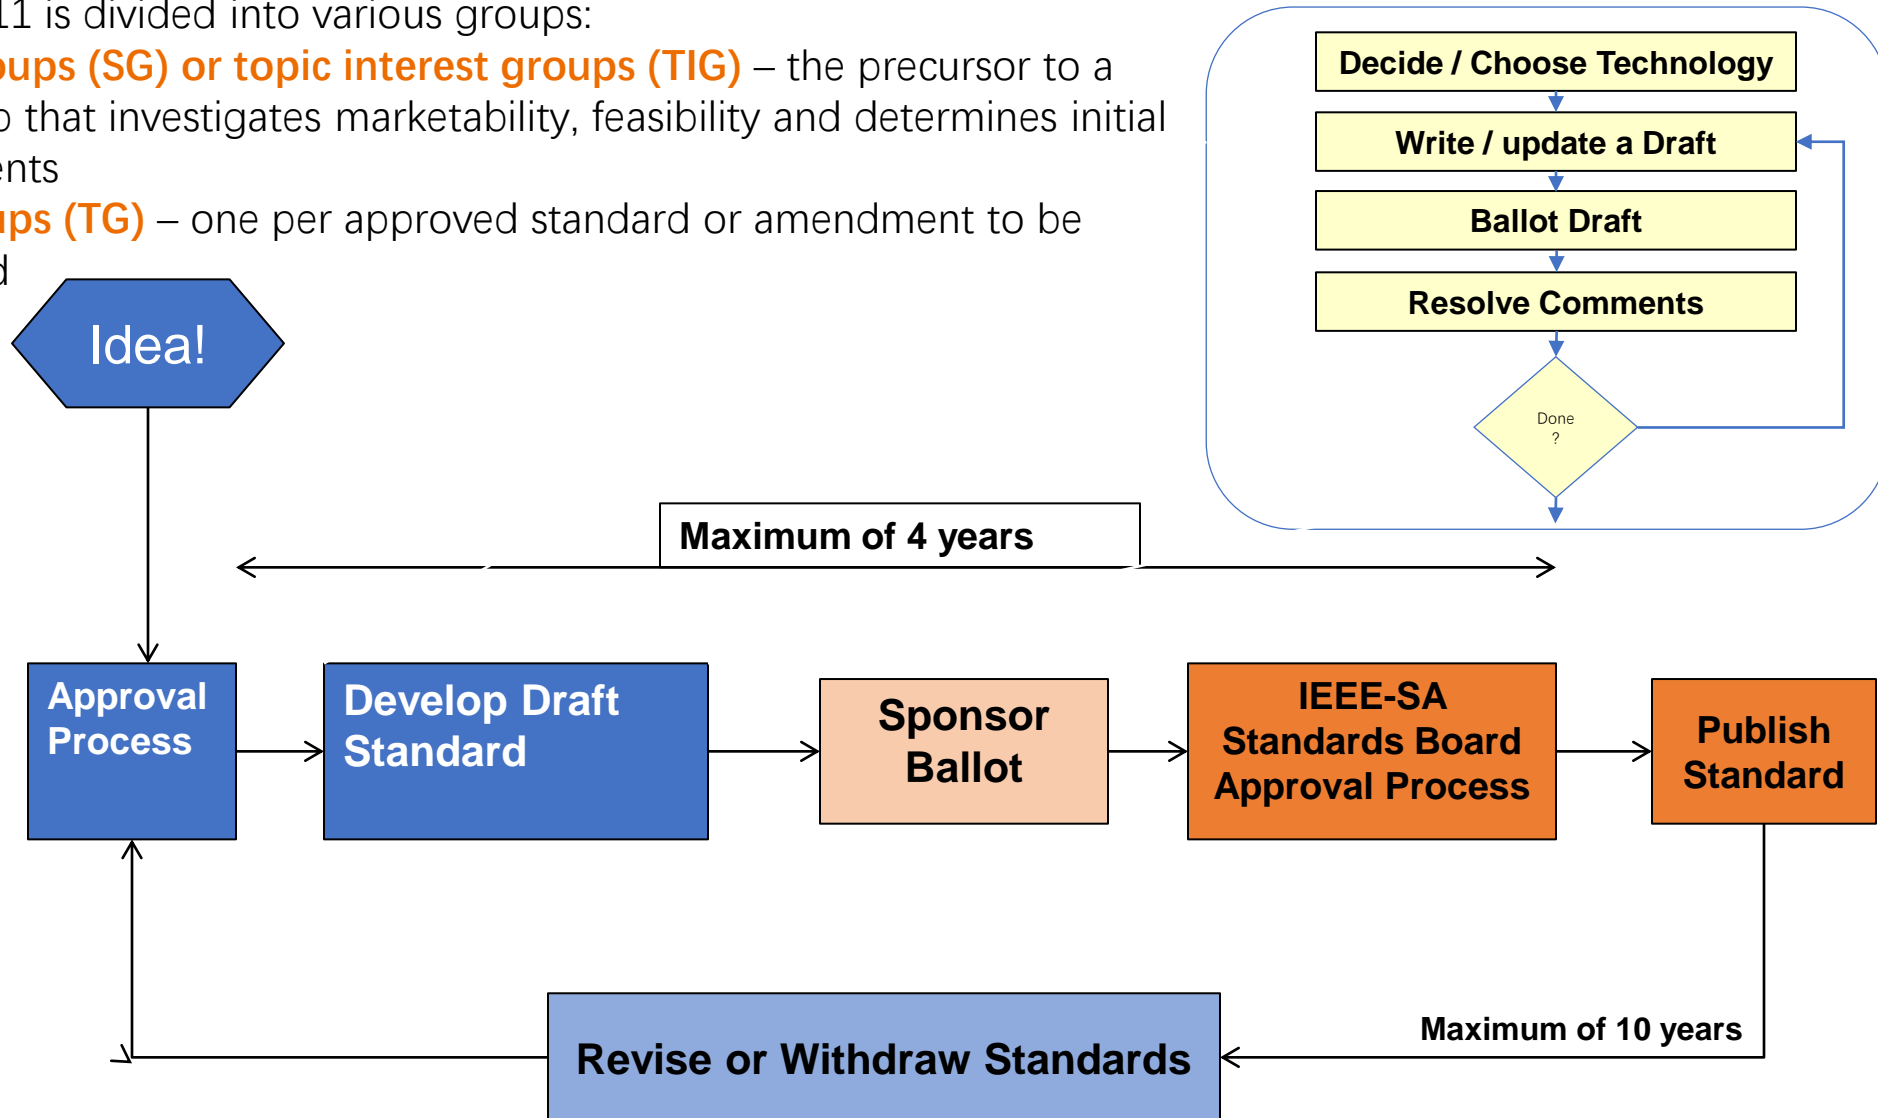 11 is divided into various groups:
oups (SG) or topic interest groups (TIG) – the precursor to a
p that investigates marketability, feasibility and determines initial
ents
ups (TG) – one per approved standard or amendment to be
d
Decide / Choose Technology
Write / update a Draft
Ballot Draft
Resolve Comments
Done
?
Idea!
Maximum of 4 years
Approval
Process
Develop Draft
Standard
Sponsor
Ballot
IEEE-SA
Standards Board
Approval Process
Publish
Standard
Maximum of 10 years
Revise or Withdraw Standards